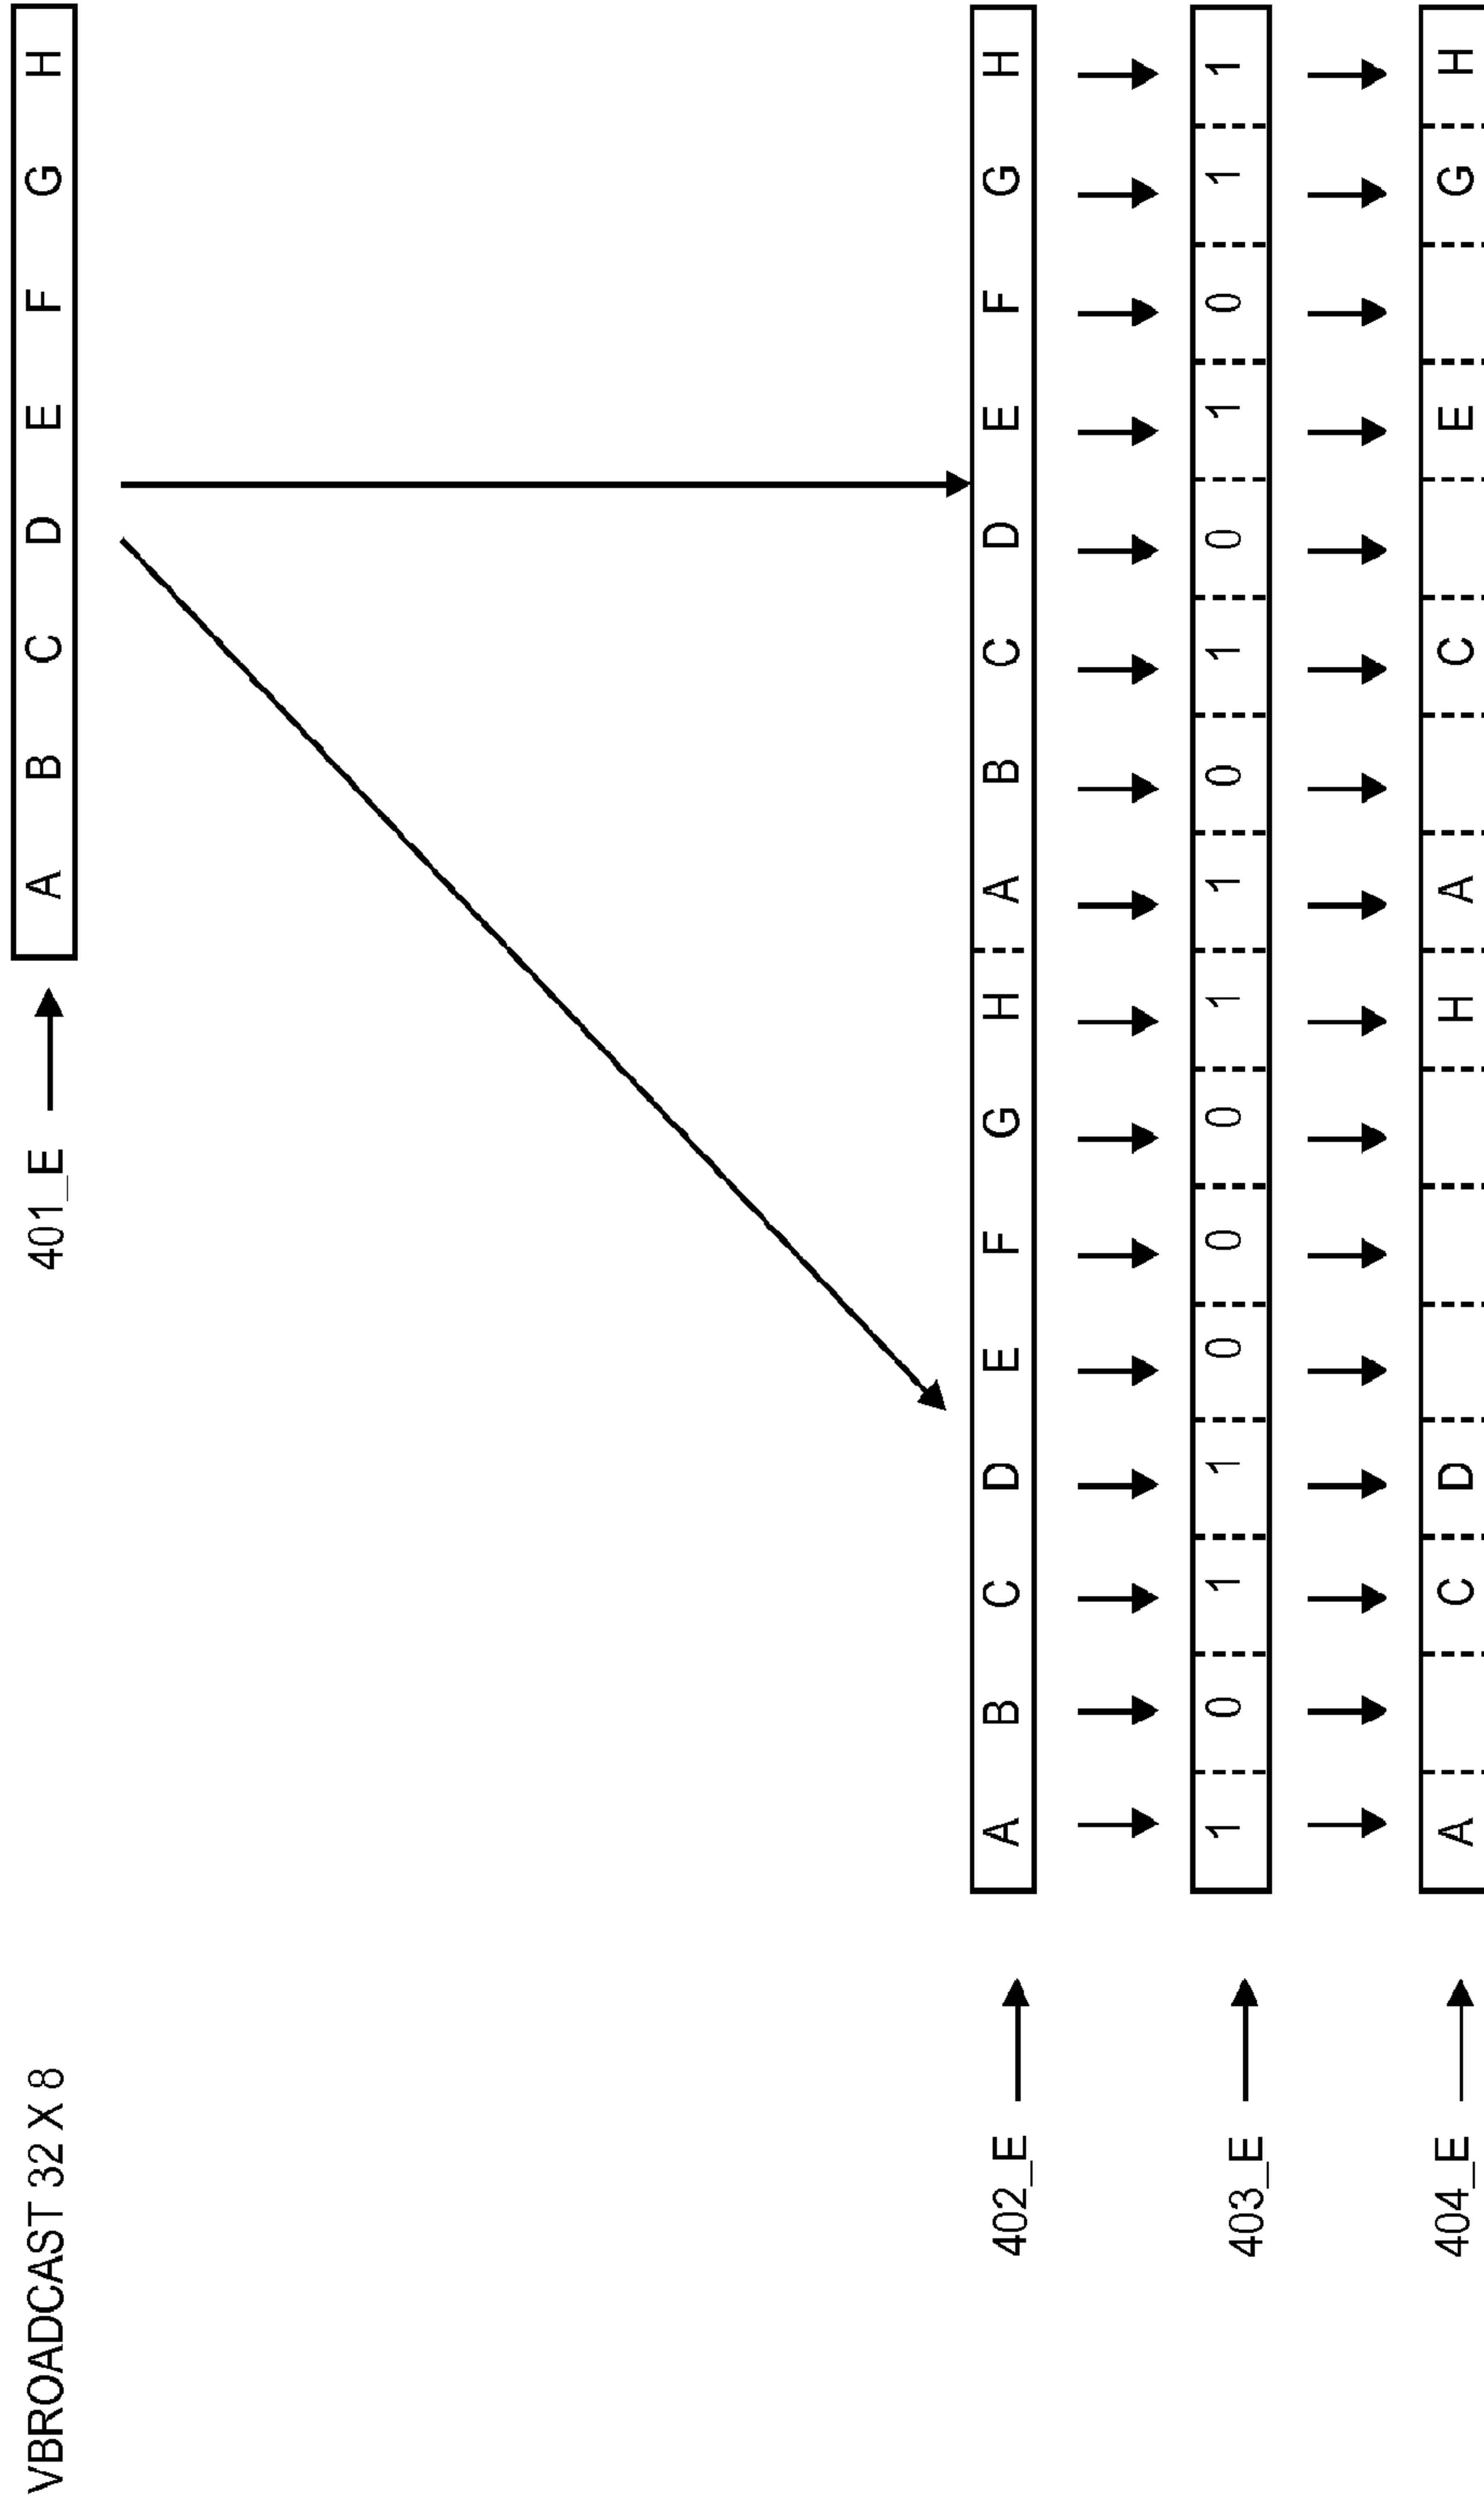 VBROADCAST 32 X 8
401_E A B C D E F G H
402_E A B C D E F G H A B C D E F G H
403_E 1 0 1 1 0 0 0 1 1 0 1 0 1 0 1 1
404_E A C D H A C E G H